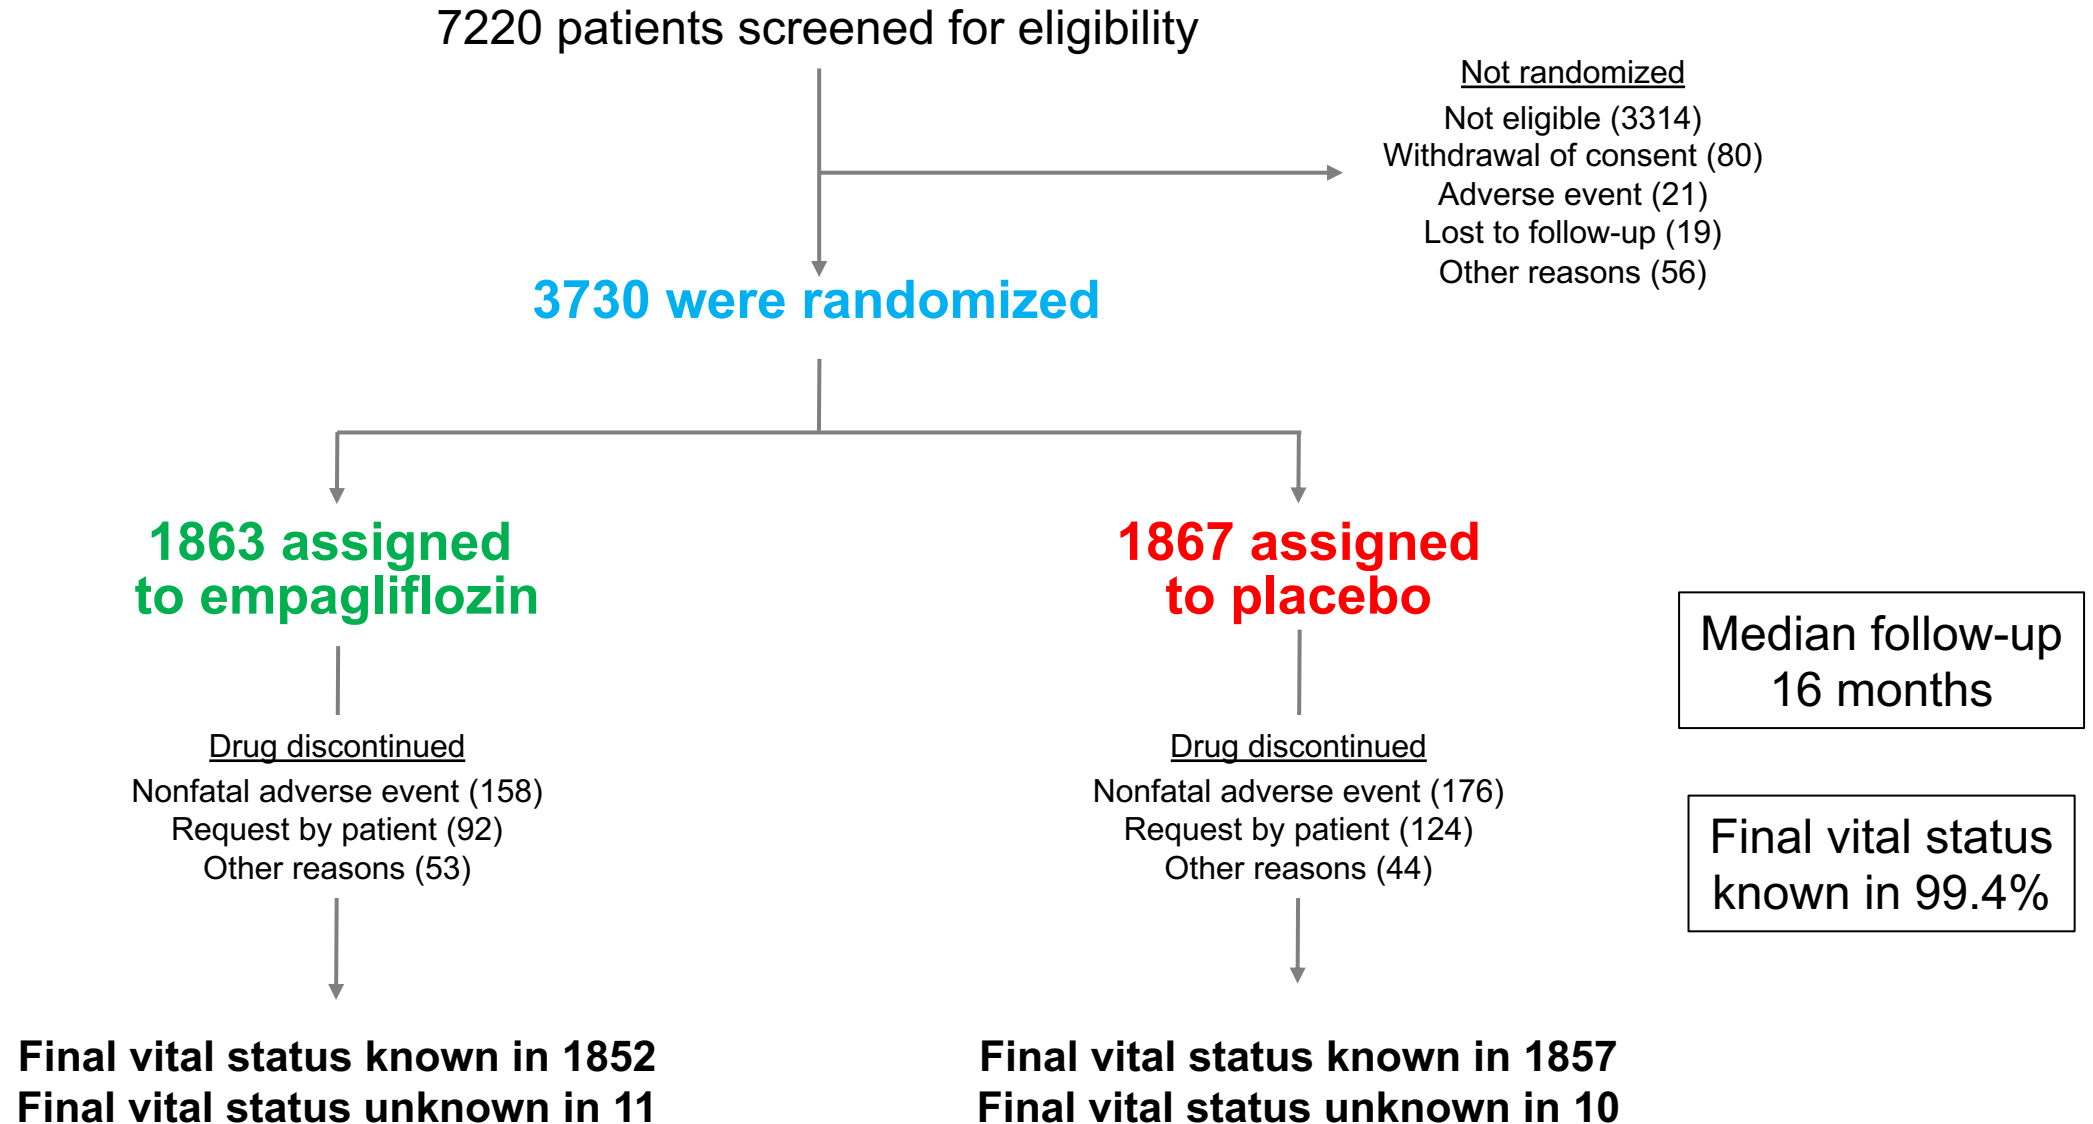 7220 patients screened for eligibility
Not randomized
Not eligible (3314)
Withdrawal of consent (80)
Adverse event (21)
Lost to follow-up (19)
Other reasons (56)
3730 were randomized
1863 assigned
to empagliflozin
1867 assigned
to placebo
Median follow-up
16 months
Drug discontinued
Nonfatal adverse event (158)
Request by patient (92)
Other reasons (53)
Drug discontinued
Nonfatal adverse event (176)
Request by patient (124)
Other reasons (44)
Final vital status
known in 99.4%
Final vital status known in 1852
Final vital status unknown in 11
Final vital status known in 1857
Final vital status unknown in 10